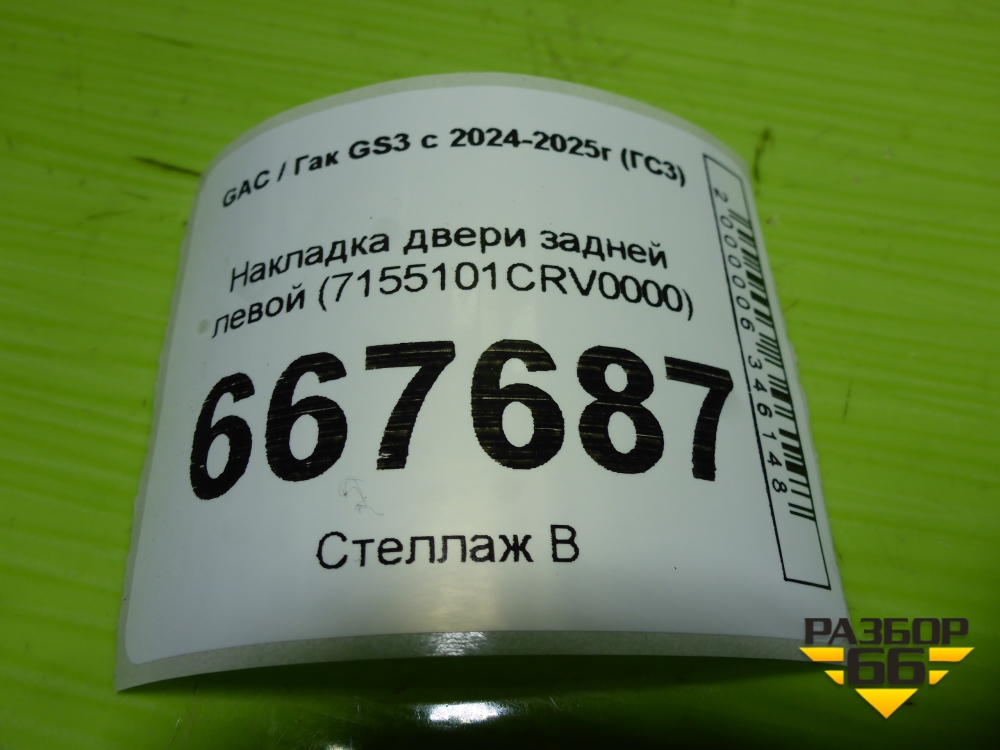 GAC / Гак GS3 с 2024-2025г (ГС3)
Накладка двери задней
левой (7155101CRV0000)
667687
Стеллаж В
2000006346148
РАЗБОР
66